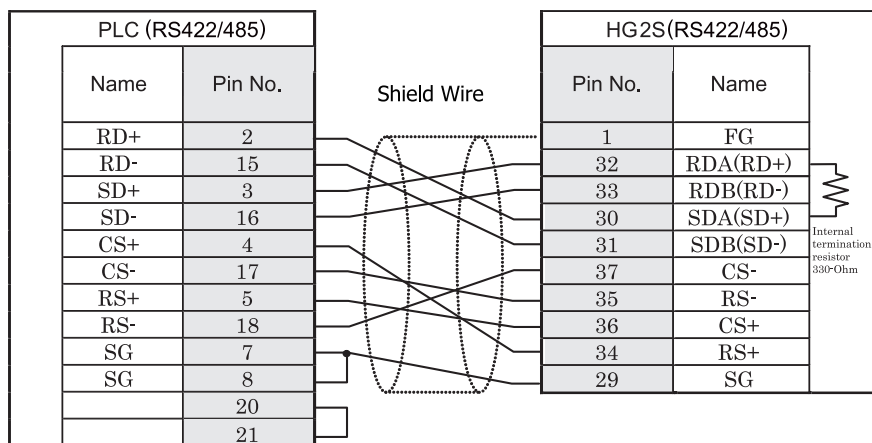 PLC (RS422/485)
Name Pin No.
RD+ 2
RD- 15
SD+ 3
SD- 16
CS+ 4
CS- 17
RS+ 5
RS- 18
SG 7
SG 8
20
21
Shield Wire
HG2S(RS422/485)
Pin No. Name
1 FG
32 RDA(RD+)
33 RDB(RD-)
30 SDA(SD+)
31 SDB(SD-)
37 CS-
35 RS-
36 CS+
34 RS+
29 SG
Internal
termination
resistor
330-Ohm